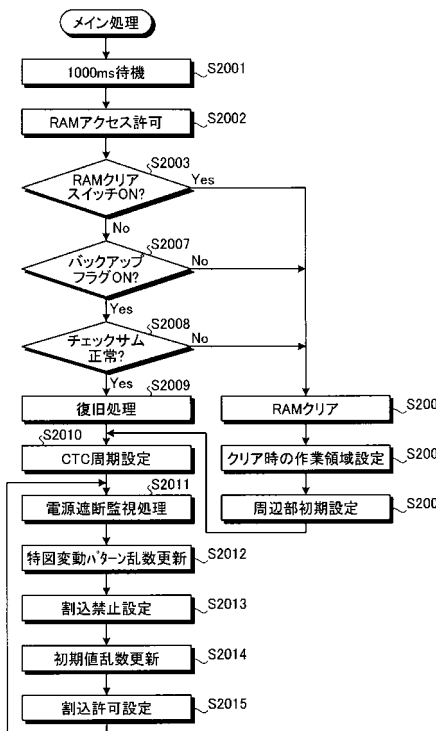 メイン処理
1000ms待機
S2001
RAMアクセス許可
S2002
S2003
RAMクリア
スイッチON?
Yes
No
S2007
バックアップ
フラグON?
No
Yes
S2008
チェックサム
正常?
No
Yes
S2009
復旧処理
RAMクリア
S200
S2010
CTC周期設定
クリア時の作業領域設定
S200
S2011
電源遮断監視処理
周辺部初期設定
S200
特図変動パターン乱数更新
S2012
割込禁止設定
S2013
初期値乱数更新
S2014
割込許可設定
S2015